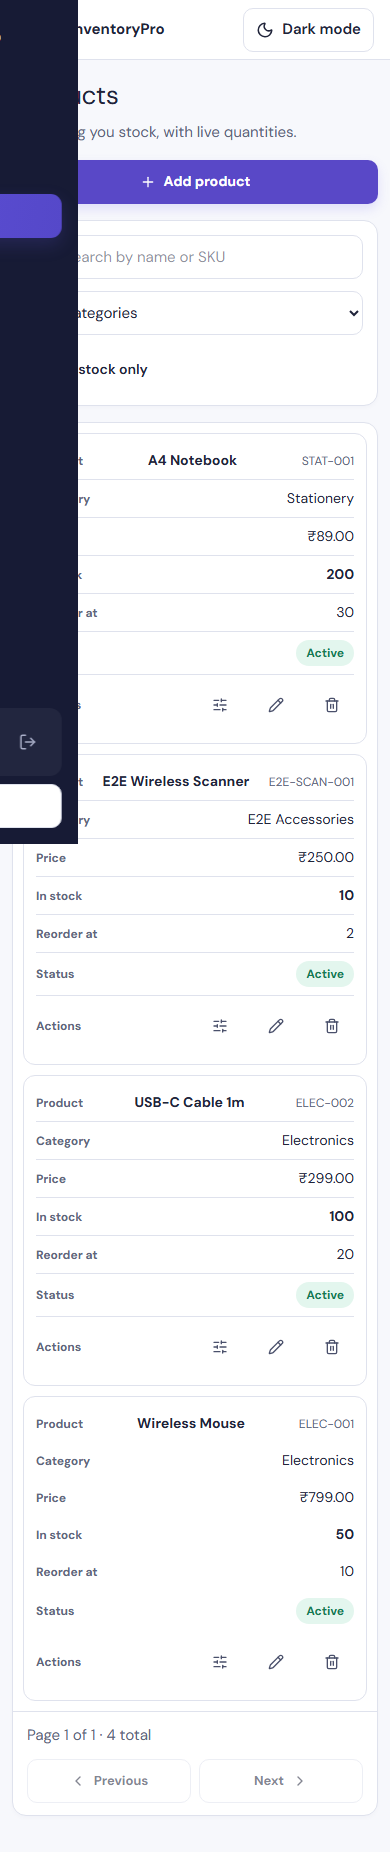 nventoryPro
Dark mode
ucts
g you stock, with live quantities.
Add product
earch by name or SKU
ategories
stock only
t A4 Notebook STAT-001
ry Stationery
₹89.00
k 200
r at 30
Active
s
t E2E Wireless Scanner E2E-SCAN-001
ry E2E Accessories
Price ₹250.00
In stock 10
Reorder at 2
Status Active
Actions
Product USB-C Cable 1m ELEC-002
Category Electronics
Price ₹299.00
In stock 100
Reorder at 20
Status Active
Actions
Product Wireless Mouse ELEC-001
Category Electronics
Price ₹799.00
In stock 50
Reorder at 10
Status Active
Actions
Page 1 of 1 · 4 total
Previous
Next